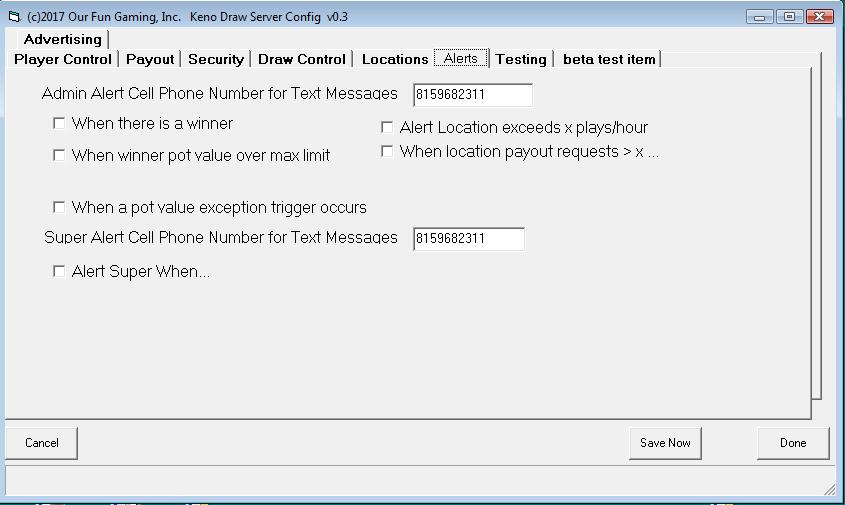 (c)2017 Our Fun Gaming, Inc. Keno Draw Server Config v0.3
Advertising
Player Control Payout Security Draw Control Locations Alerts Testing beta test item
Admin Alert Cell Phone Number for Text Messages 8159682311
When there is a winner Alert Location exceeds x plays/hour
When winner pot value over max limit When location payout requests > x ...
When a pot value exception trigger occurs
Super Alert Cell Phone Number for Text Messages 8159682311
Alert Super When...
Cancel Save Now Done